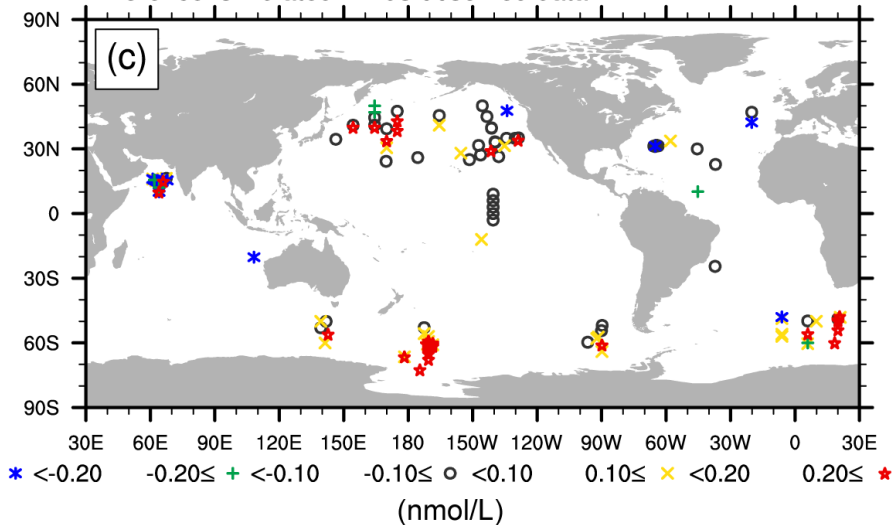 90N
(c)
60N
30N
0
30S
60S
90S
30E 60E 90E 120E 150E 180 150W 120W 90W 60W 30W 0 30E
<-0.20 -0.20≤ <-0.10 -0.10≤ <0.10 0.10≤ <0.20 0.20≤
(nmol/L)